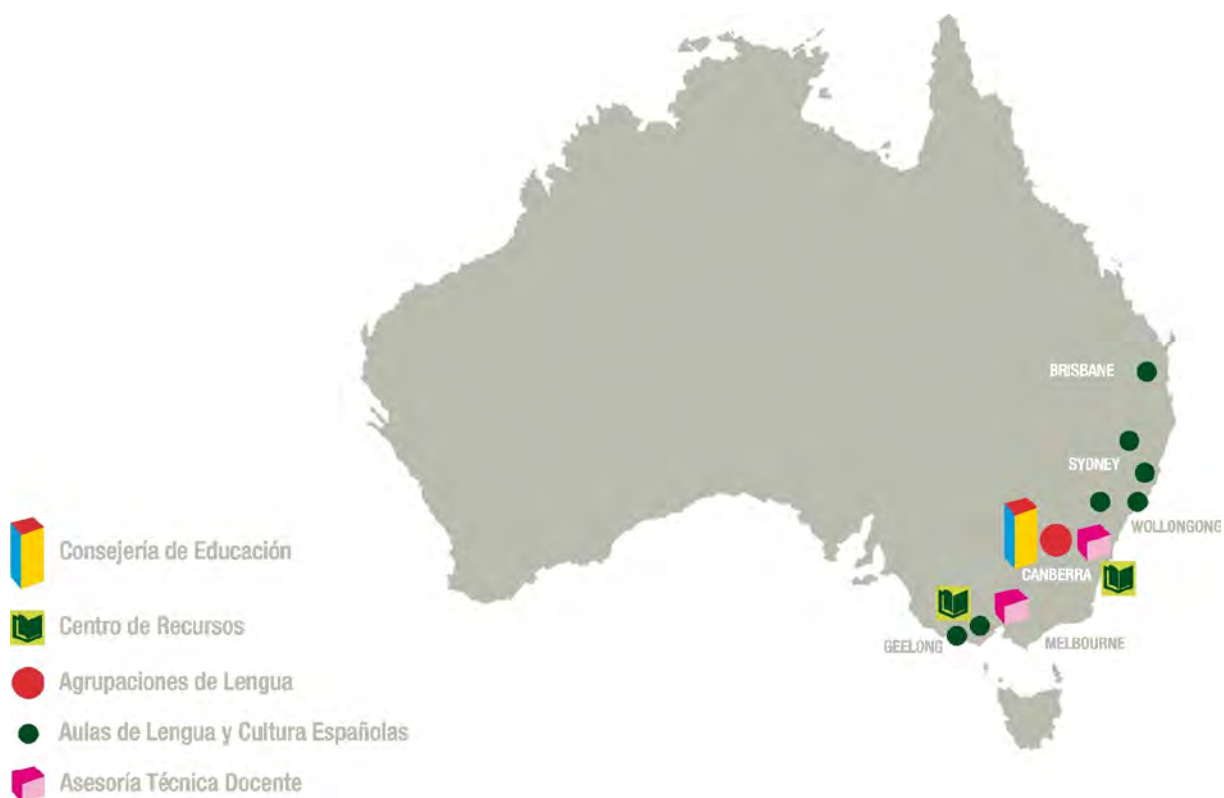 BRISBANE
SYDNEY
WOLLONGONG
CANBERRA
GEELONG
MELBOURNE
Consejería de Educación
Centro de Recursos
Agrupaciones de Lengua
Aulas de Lengua y Cultura Españolas
Asesoría Técnica Docente